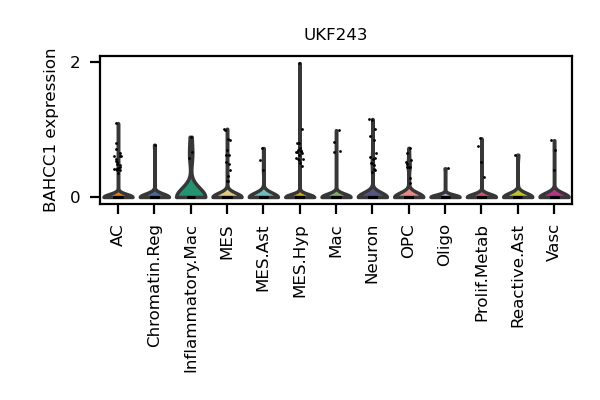 UKF243
BAHCC1 expression
2
0
AC
Chromatin.Reg
Inflammatory.Mac
MES
MES.Ast
MES.Hyp
Mac
Neuron
OPC
Oligo
Prolif.Metab
Reactive.Ast
Vasc